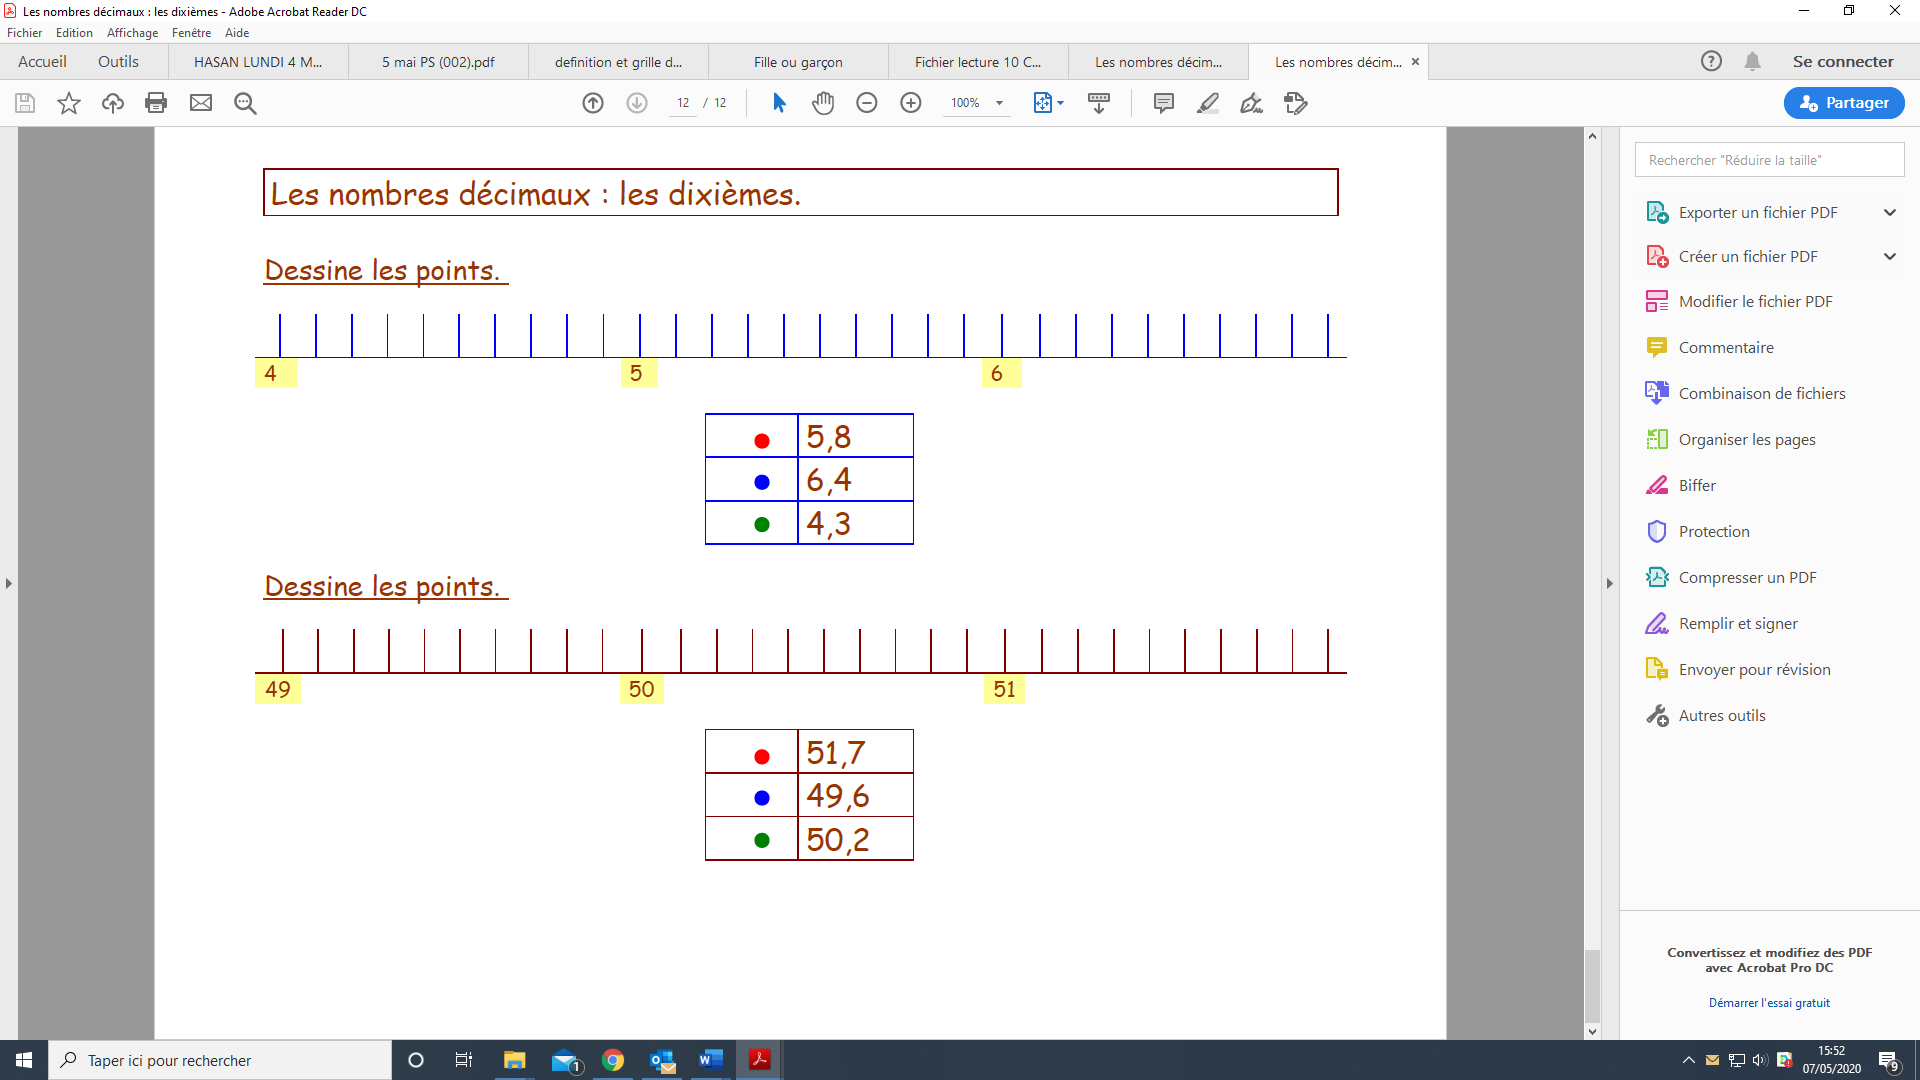 Les nombres décimaux : les dixièmes - Adobe Acrobat Reader DC
Fichier Edition Affichage Fenêtre Aide
Accueil Outils HASAN LUNDI 4 M... 5 mai PS (002).pdf definition et grille d... Fille ou garçon Fichier lecture 10 C... Les nombres décim... Les nombres décim... × Se connecter
12 / 12 100% Partager
Les nombres décimaux : les dixièmes.
Dessine les points.
4 5 6
5,8
6,4
4,3
Dessine les points.
49 50 51
51,7
49,6
50,2
Rechercher "Réduire la taille"
Exporter un fichier PDF
Créer un fichier PDF
Modifier le fichier PDF
Commentaire
Combinaison de fichiers
Organiser les pages
Biffer
Protection
Compresser un PDF
Remplir et signer
Envoyer pour révision
Autres outils
Convertissez et modifiez des PDF
avec Acrobat Pro DC
Démarrer l'essai gratuit
Taper ici pour rechercher
1
15:52
07/05/2020
9